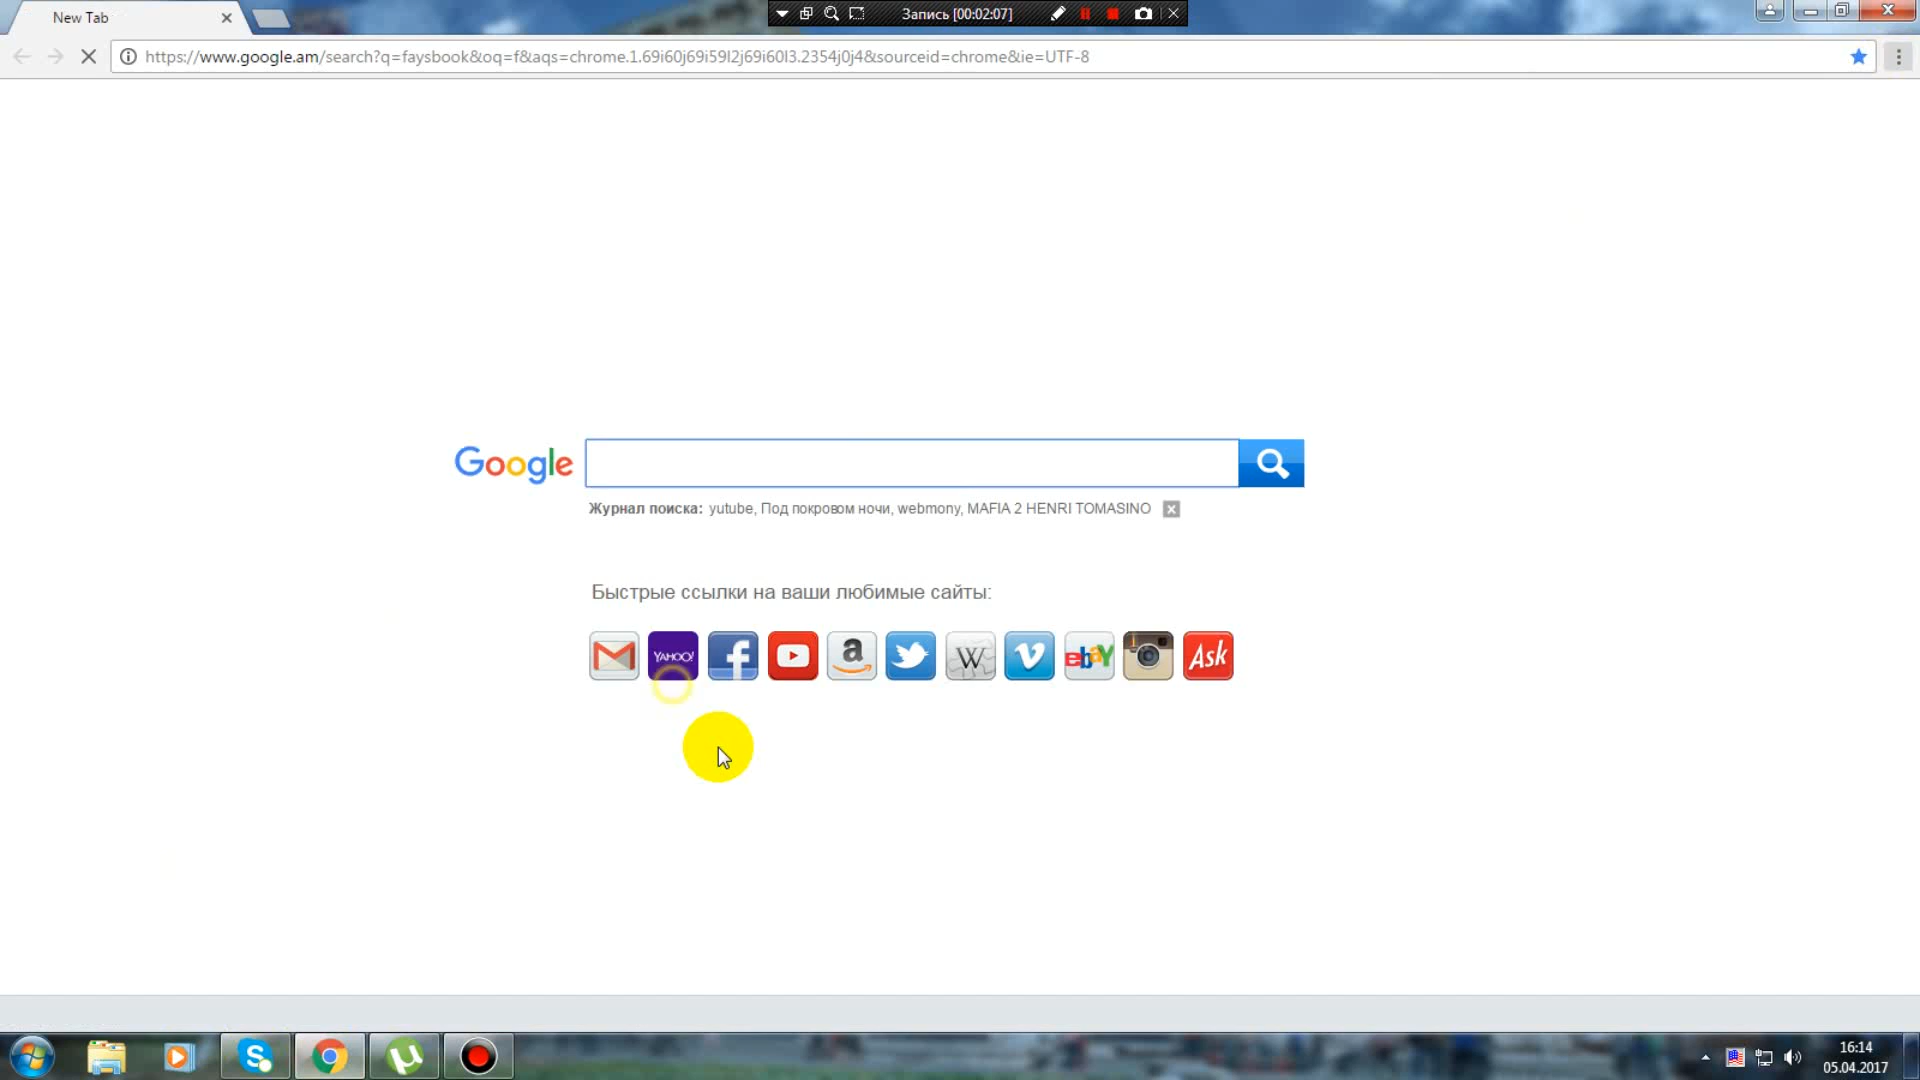 New Tab
Запись [00:02:07]
https://www.google.am/search?q=faysbook&oq=f&aqs=chrome.1.69i60j69i59l2j69i60l3.2354j0j4&sourceid=chrome&ie=UTF-8
Google
Журнал поиска: yutube, Под покровом ночи, webmony, MAFIA 2 HENRI TOMASINO
Быстрые ссылки на ваши любимые сайты:
YAHOO! f a W v ebay Ask
16:14
05.04.2017